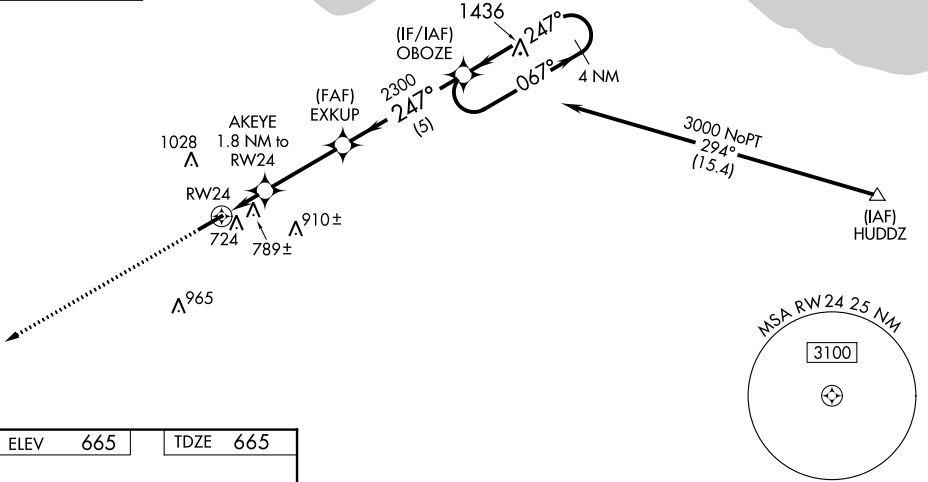 1436
(IF/IAF)
OBOZE
247°
067°
4 NM
2300
247°
(5)
(FAF)
EXKUP
AKEYE
1.8 NM to
RW24
1028
RW24
724
789±
910±
965
3000 NoPT
294°
(15.4)
(IAF)
HUDDZ
MSA RW24 25 NM
3100
ELEV 665
TDZE 665